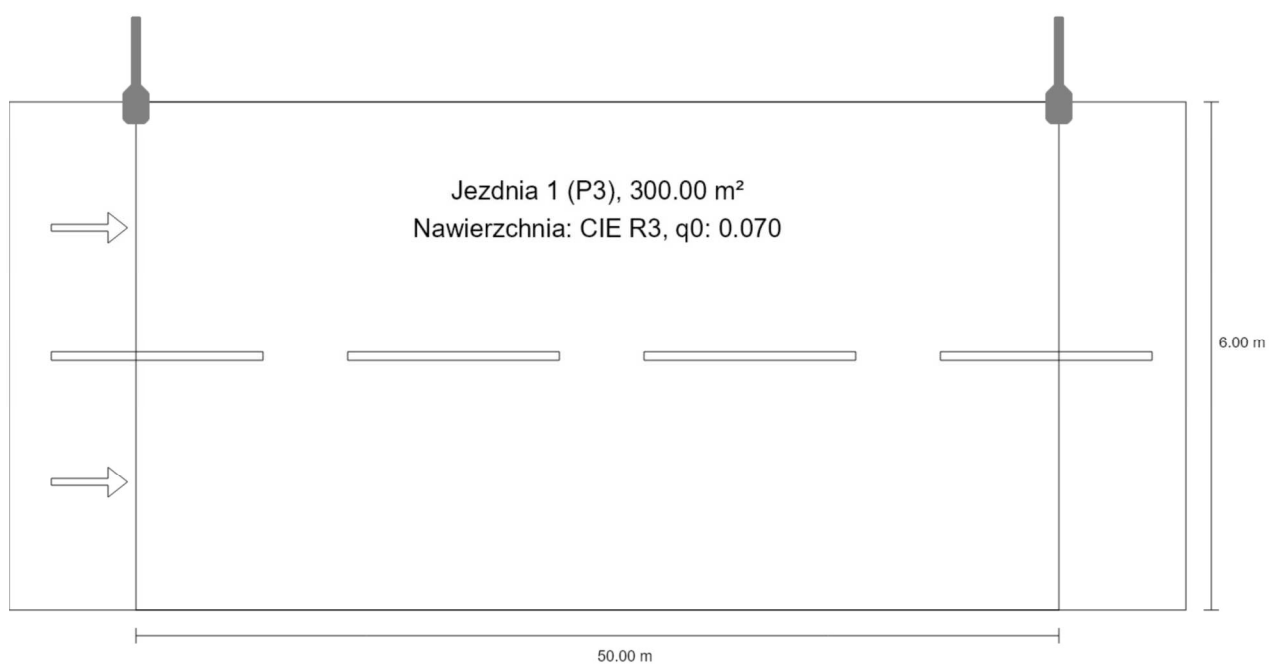 Jezdnia 1 (P3), 300.00 m²
Nawierzchnia: CIE R3, q0: 0.070
6.00 m
50.00 m